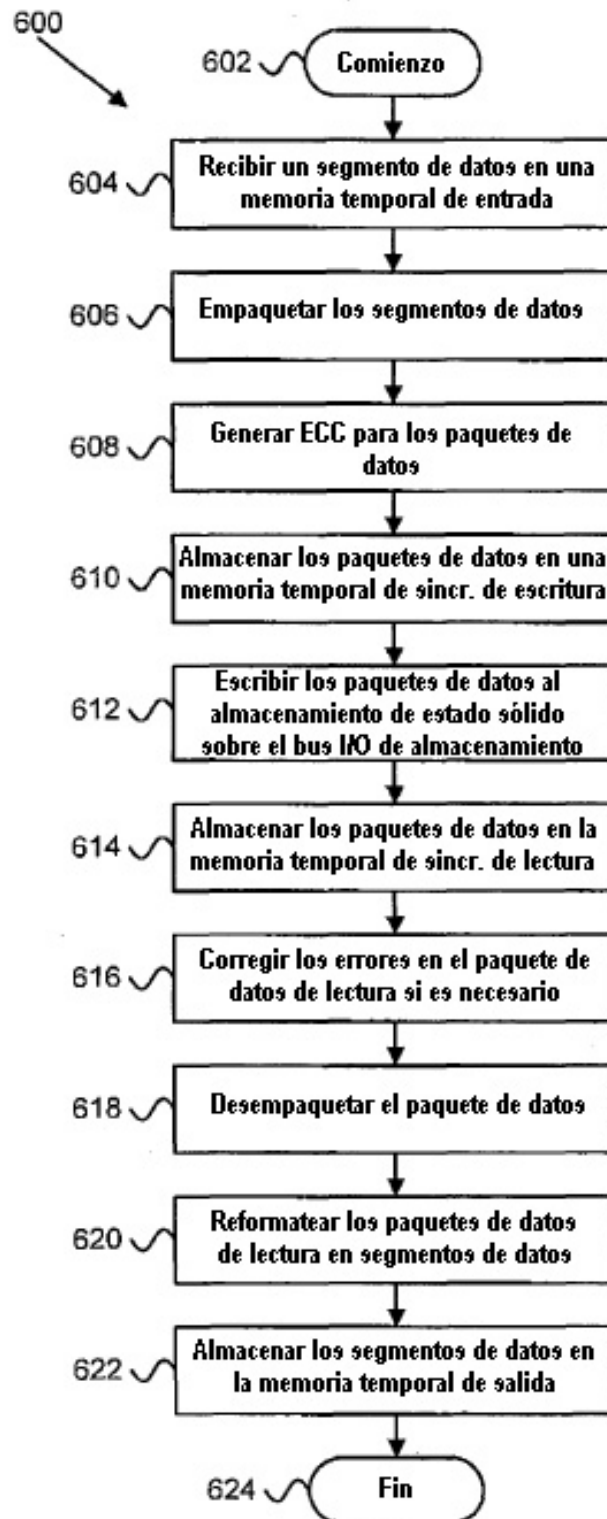 600
602
Comienzo
604
Recibir un segmento de datos en una
memoria temporal de entrada
606
Empaquetar los segmentos de datos
608
Generar ECC para los paquetes de
datos
610
Almacenar los paquetes de datos en una
memoria temporal de sincr. de escritura
612
Escribir los paquetes de datos al
almacenamiento de estado sólido
sobre el bus I/O de almacenamiento
614
Almacenar los paquetes de datos en la
memoria temporal de sincr. de lectura
616
Corregir los errores en el paquete de
datos de lectura si es necesario
618
Desempaquetar el paquete de datos
620
Reformatear los paquetes de datos
de lectura en segmentos de datos
622
Almacenar los segmentos de datos en
la memoria temporal de salida
624
Fin